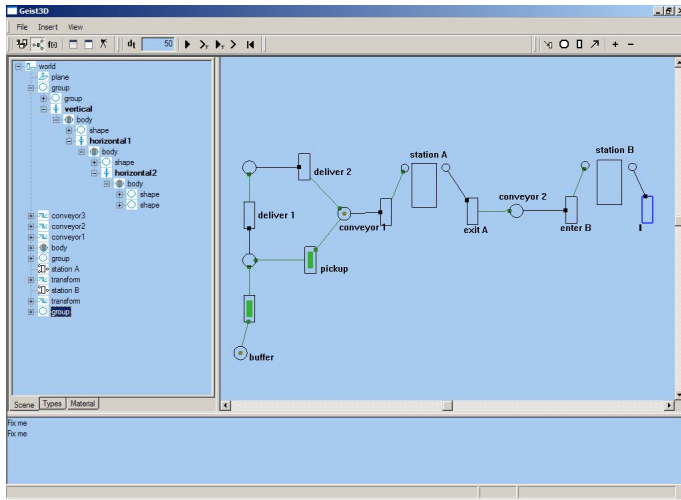 Geist3D
File Insert View
f(x) dt 50
world
plane
group
group
vertical
body
shape
horizontal1
body
shape
horizontal2
body
shape
shape
conveyor3
conveyor2
conveyor1
body
group
station A
transform
station B
transform
group
Scene Types Material
station A
station B
deliver 2
deliver 1
conveyor 1
conveyor 2
exit A
enter B
l
pickup
buffer
Fix me
Fix me